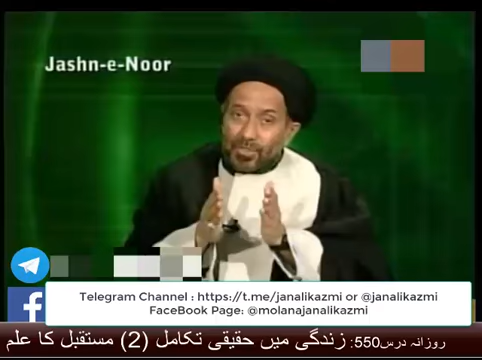 Jashn-e-Noor
Telegram Channel : https://t.me/janalikazmi or @janalikazmi
FaceBook Page: @molanajanalikazmi
روزانہ درس550: زندگی میں حقیقی تکامل (2) مستقبل کا علم